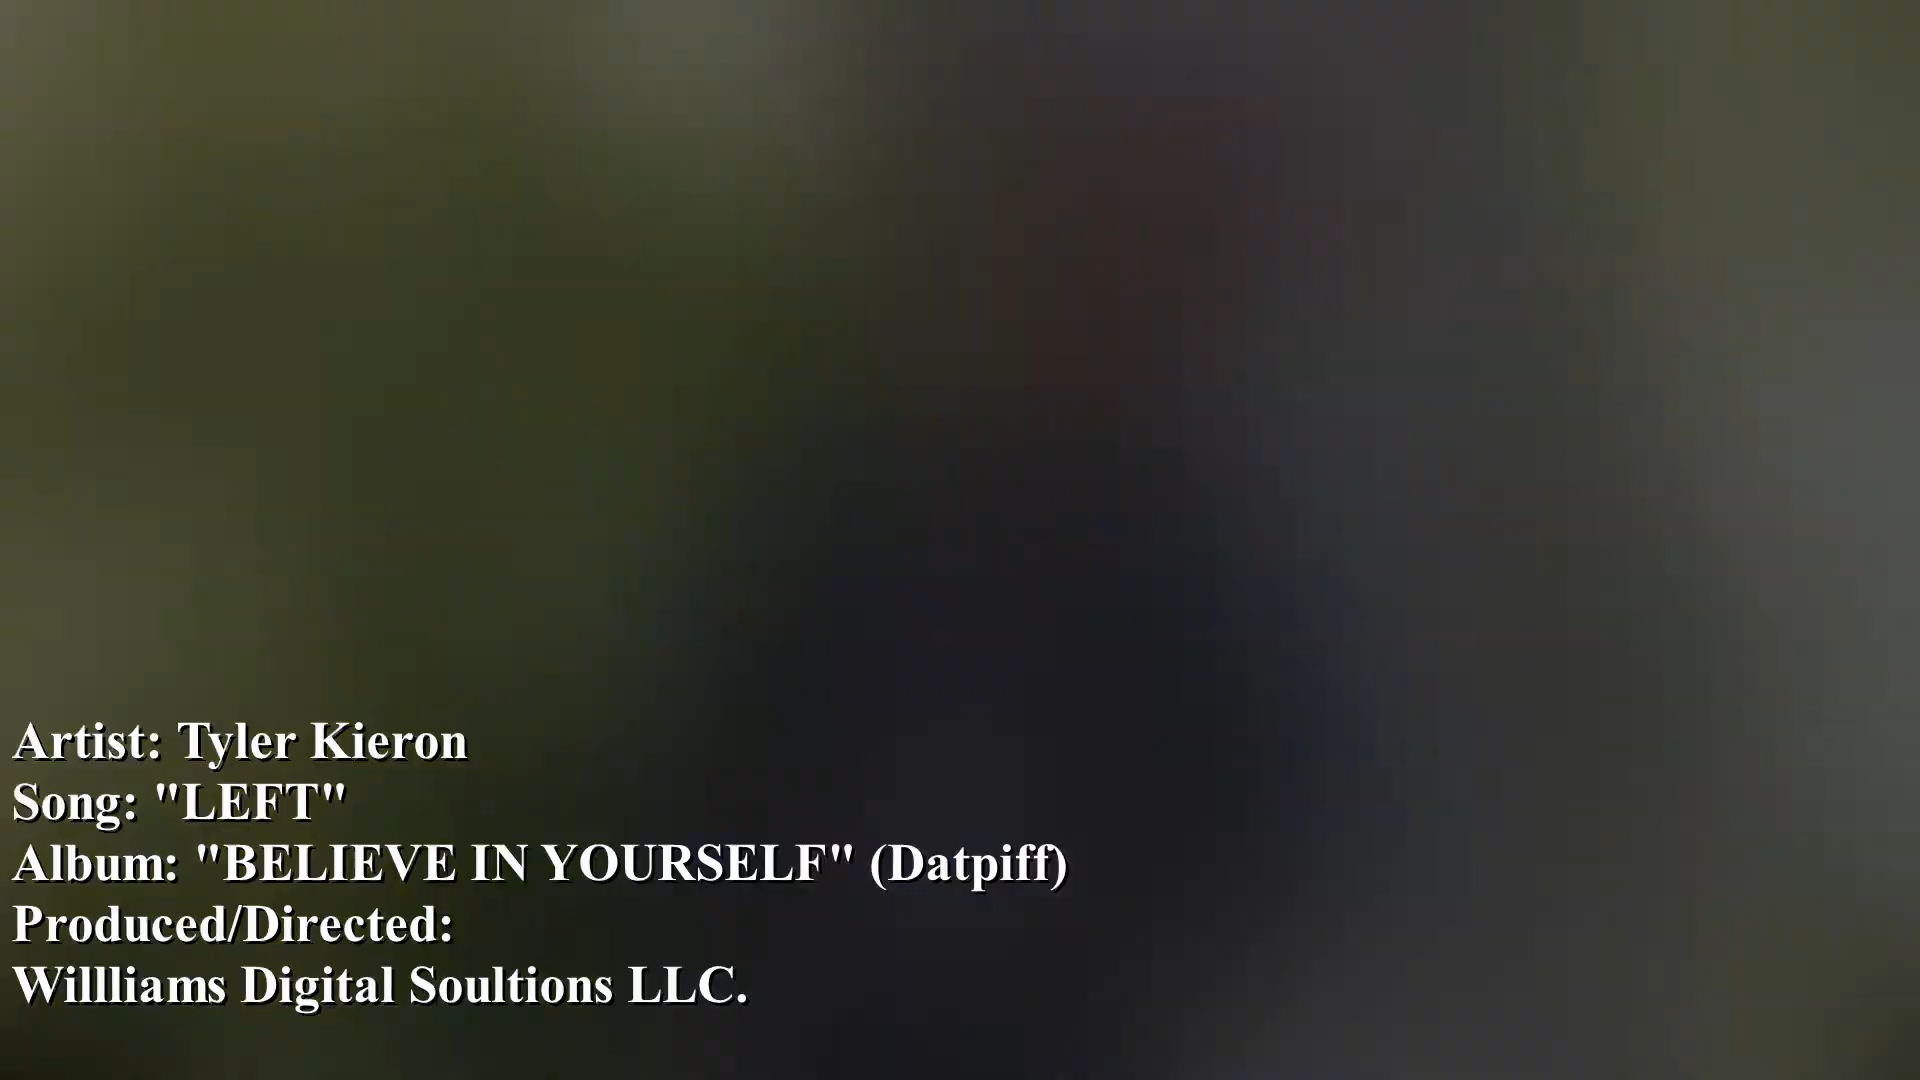 Artist: Tyler Kieron
Song: "LEFT"
Album: "BELIEVE IN YOURSELF" (Datpiff)
Produced/Directed:
Willliams Digital Soultions LLC.